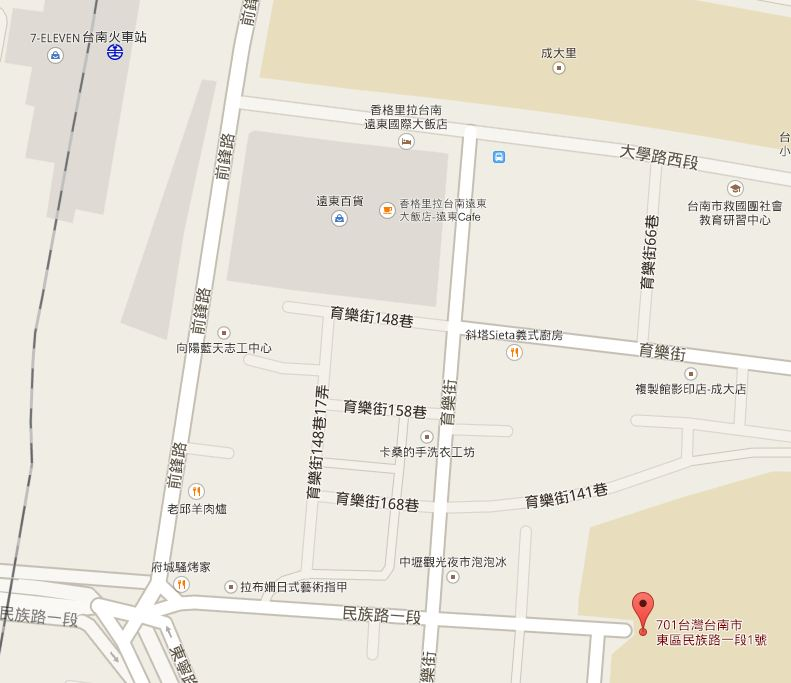 前鋒路
7-ELEVEN
台南火車站
成大里
香格里拉台南
遠東國際大飯店
台
小
大學路西段
前鋒路
遠東百貨
香格里拉台南遠東
大飯店-遠東Cafe
台南市救國團社會
教育研習中心
育樂街66巷
前鋒路
育樂街148巷
斜塔Sieta義式廚房
向陽藍天志工中心
育樂街
複製館影印店-成大店
育樂街148巷17弄
育樂街158巷
育樂街
卡桑的手洗衣工坊
前鋒路
老邱羊肉爐
育樂街168巷
育樂街141巷
府城騷烤家
拉布姍日式藝術指甲
中壢觀光夜市泡泡冰
民族路一段
民族路一段
701台灣台南市
東區民族路一段1號
東寧路
育樂街